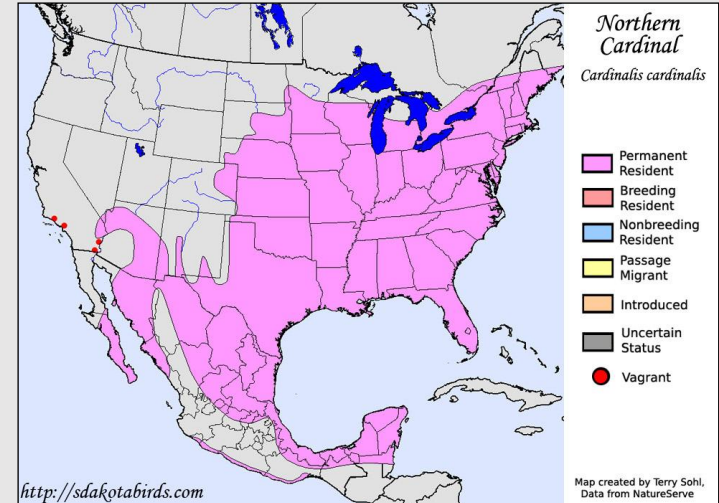 Northern
Cardinal
Cardinalis cardinalis
Permanent
Resident
Breeding
Resident
Nonbreeding
Resident
Passage
Migrant
Introduced
Uncertain
Status
Vagrant
Map created by Terry Sohl,
Data from NatureServe
http://sdakotabirds.com